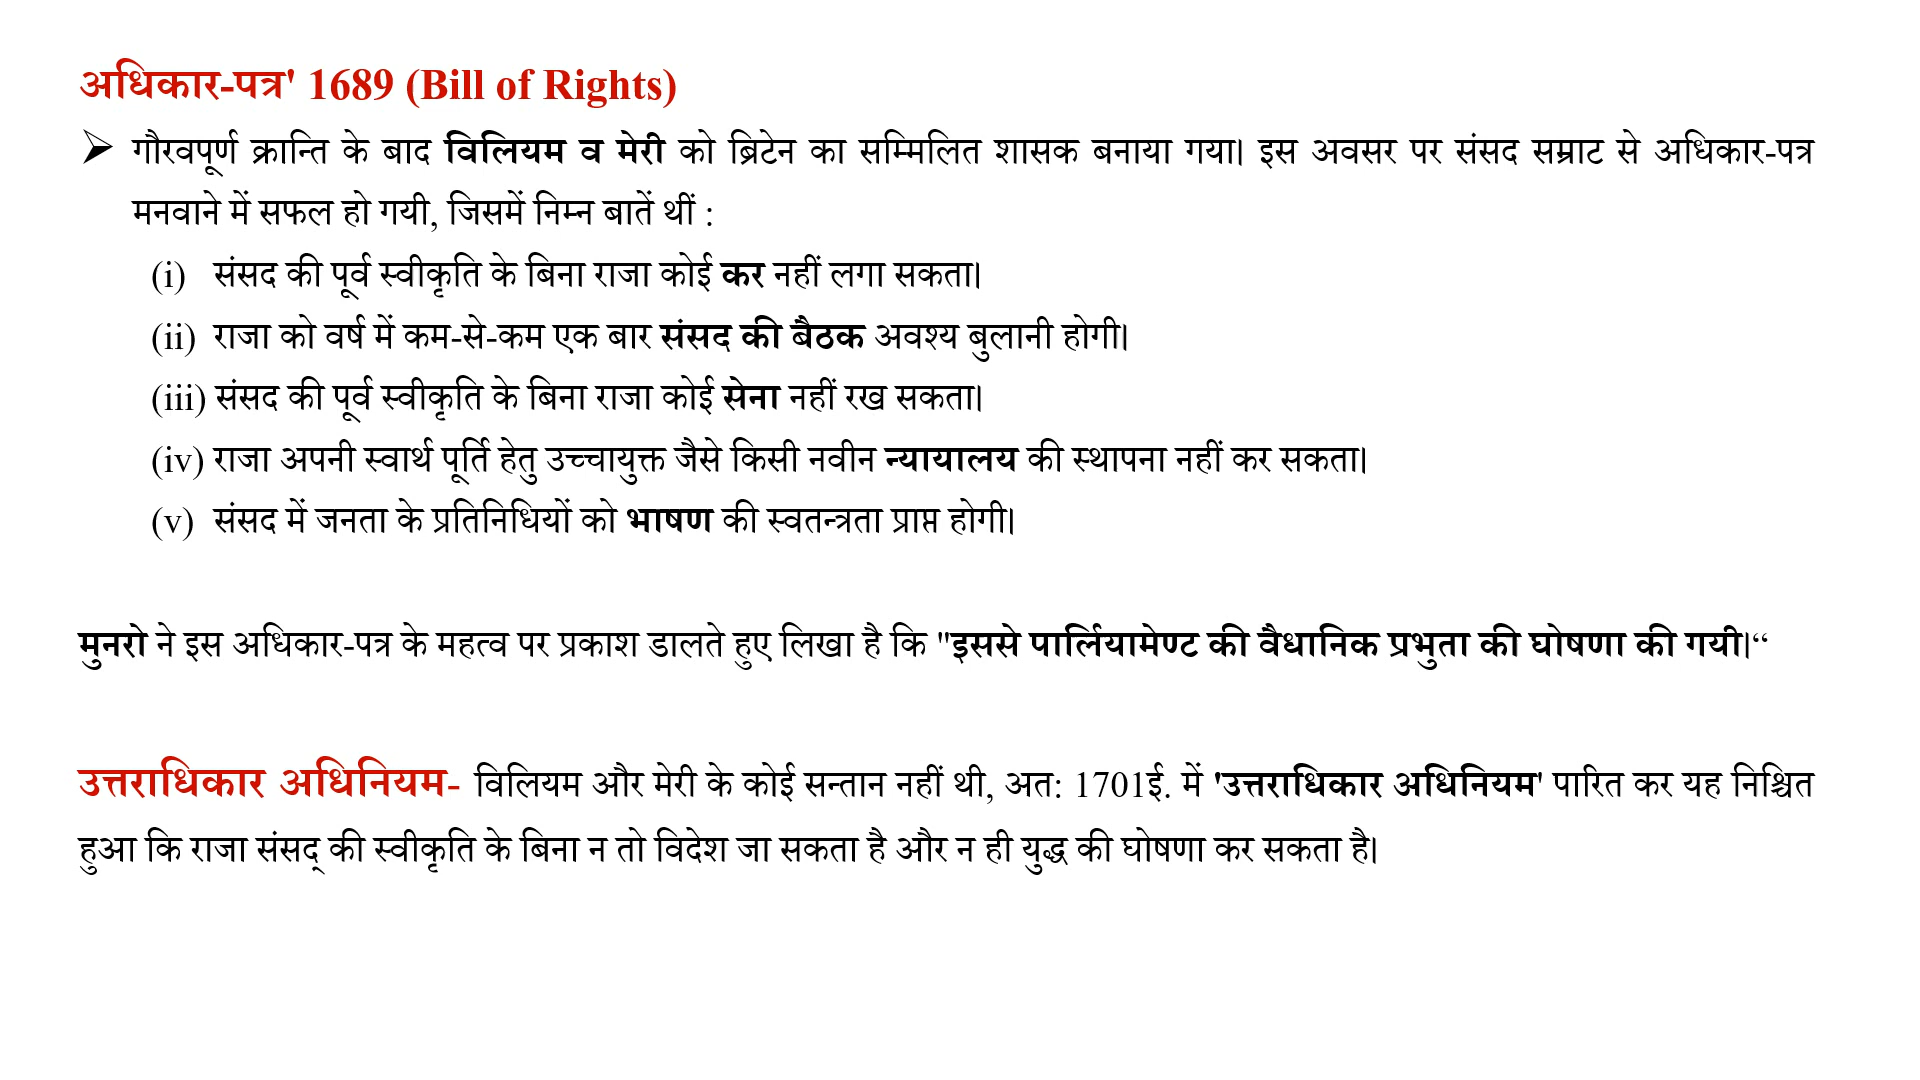 अधिकार-पत्र' 1689 (Bill of Rights)
➢ गौरवपूर्ण क्रान्ति के बाद विलियम व मेरी को ब्रिटेन का सम्मिलित शासक बनाया गया। इस अवसर पर संसद सम्राट से अधिकार-पत्र
मनवाने में सफल हो गयी, जिसमें निम्न बातें थीं :
(i) संसद की पूर्व स्वीकृति के बिना राजा कोई कर नहीं लगा सकता।
(ii) राजा को वर्ष में कम-से-कम एक बार संसद की बैठक अवश्य बुलानी होगी।
(iii) संसद की पूर्व स्वीकृति के बिना राजा कोई सेना नहीं रख सकता।
(iv) राजा अपनी स्वार्थ पूर्ति हेतु उच्चायुक्त जैसे किसी नवीन न्यायालय की स्थापना नहीं कर सकता।
(v) संसद में जनता के प्रतिनिधियों को भाषण की स्वतन्त्रता प्राप्त होगी।
मुनरो ने इस अधिकार-पत्र के महत्व पर प्रकाश डालते हुए लिखा है कि "इससे पार्लियामेण्ट की वैधानिक प्रभुता की घोषणा की गयी।“
उत्तराधिकार अधिनियम- विलियम और मेरी के कोई सन्तान नहीं थी, अत: 1701ई. में 'उत्तराधिकार अधिनियम' पारित कर यह निश्चित
हुआ कि राजा संसद् की स्वीकृति के बिना न तो विदेश जा सकता है और न ही युद्ध की घोषणा कर सकता है।